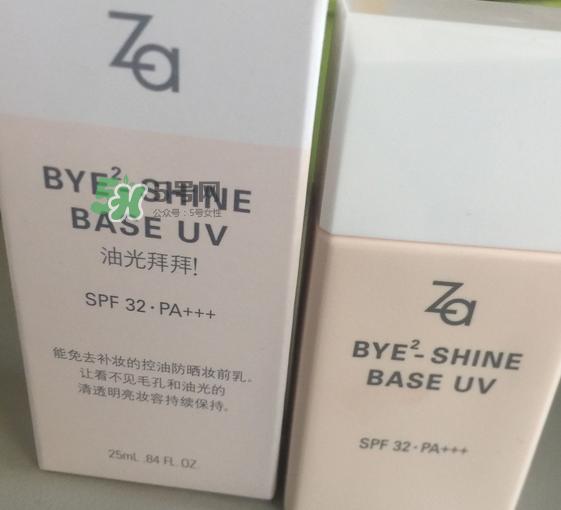 Za
BYE²-SHINE
5号网
公众号:5号女性
BASE UV
油光拜拜!
SPF 32·PA+++
能免去补妆的控油防晒妆前乳。
让看不见毛孔和油光的
清透明亮妆容持续保持。
25mL .84 FL. OZ.
Za
BYE²-SHINE
BASE UV
SPF 32·PA+++